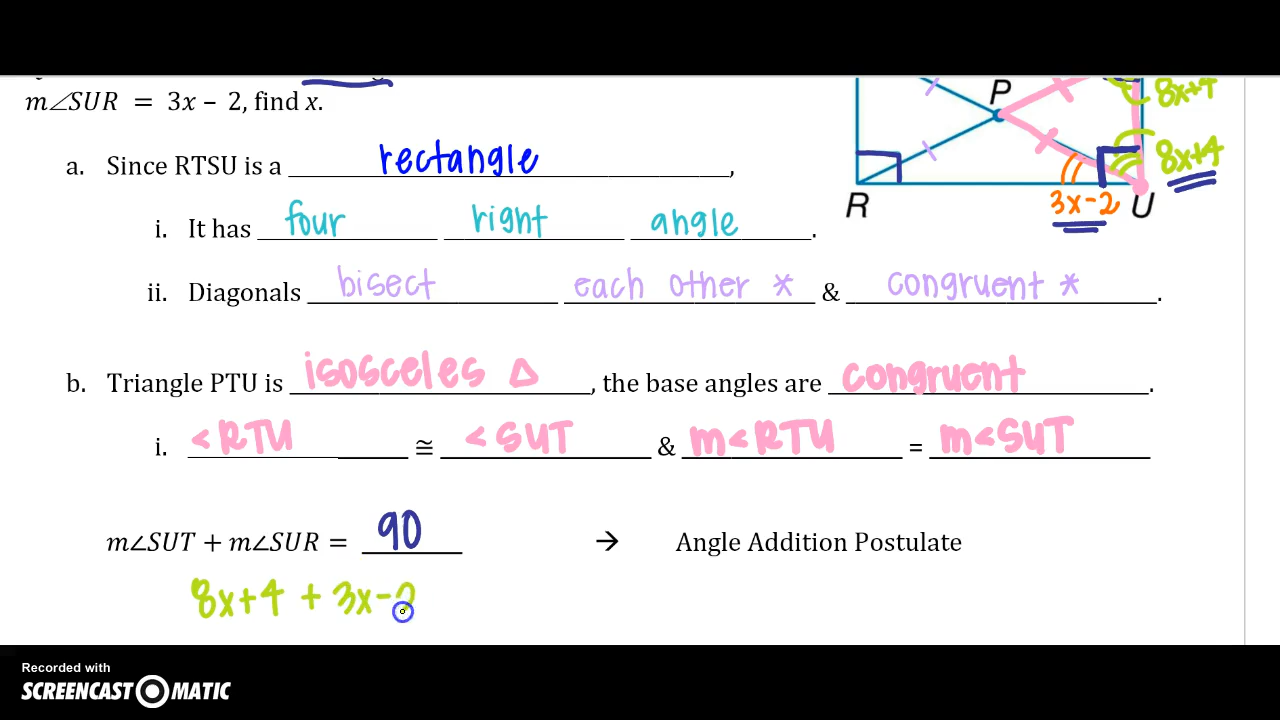 m∠SUR = 3x – 2, find x.
P
8x+4
8x+4
R
3x-2
U
a. Since RTSU is a rectangle,
i. It has four right angle.
ii. Diagonals bisect each other * & congruent *.
b. Triangle PTU is isosceles Δ, the base angles are congruent.
i. <RTU ≅ <SUT & m<RTU = m<SUT
m∠SUT + m∠SUR = 90 → Angle Addition Postulate
8x+4 + 3x-2
Recorded with
SCREENCAST MATIC